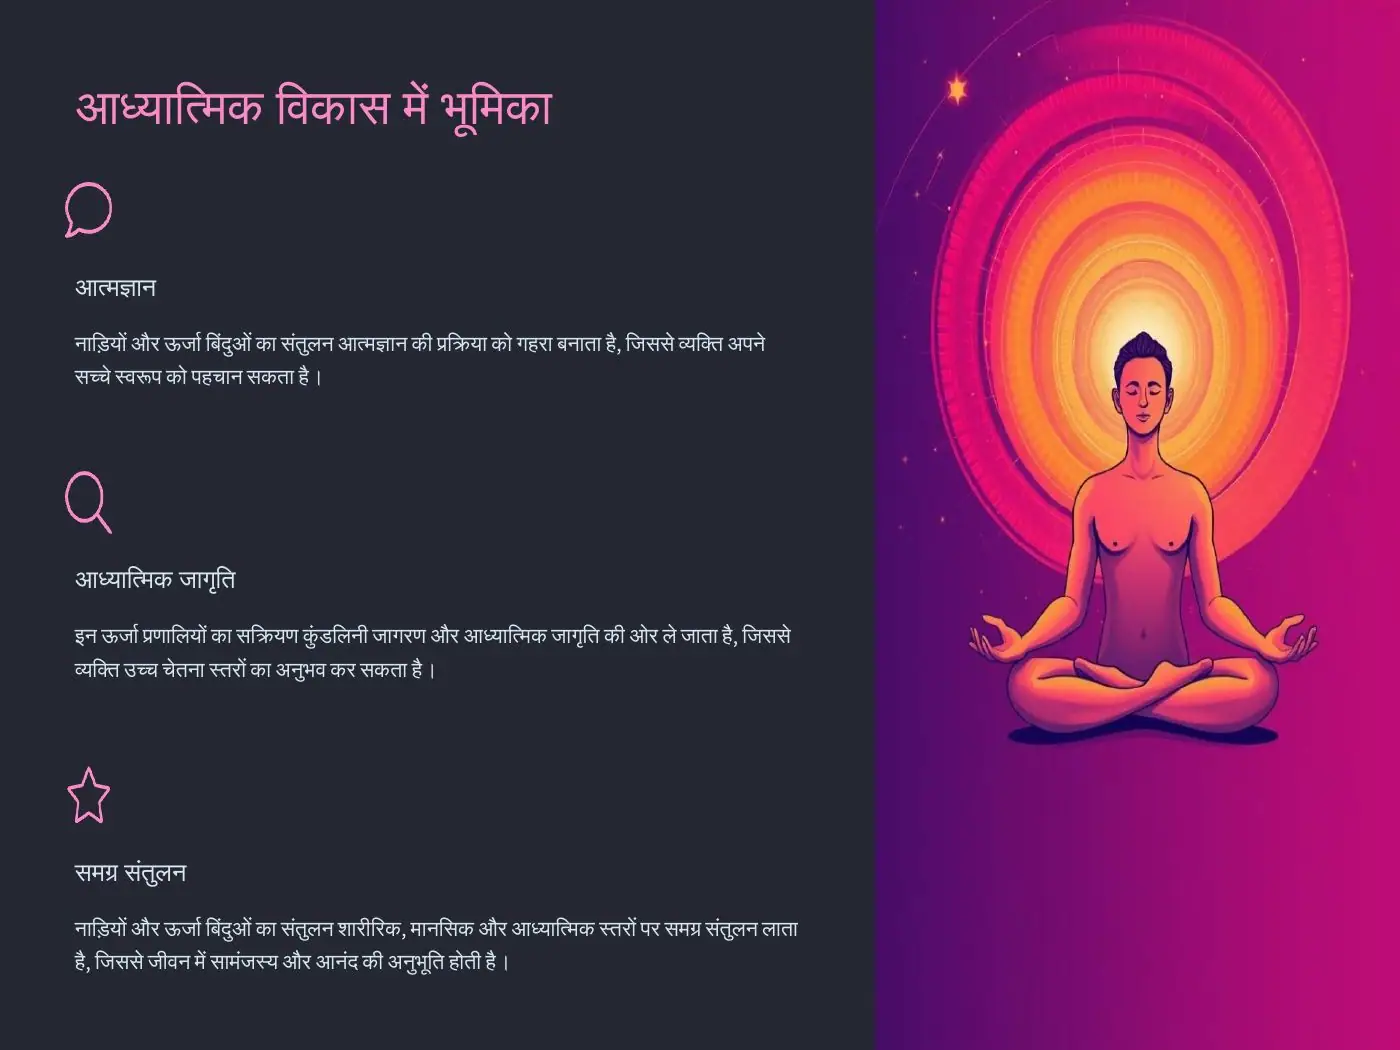 आध्यात्मिक विकास में भूमिका
आत्मज्ञान
नाड़ियों और ऊर्जा बिंदुओं का संतुलन आत्मज्ञान की प्रक्रिया को गहरा बनाता है, जिससे व्यक्ति अपने
सच्चे स्वरूप को पहचान सकता है।
आध्यात्मिक जागृति
इन ऊर्जा प्रणालियों का सक्रियण कुंडलिनी जागरण और आध्यात्मिक जागृति की ओर ले जाता है, जिससे
व्यक्ति उच्च चेतना स्तरों का अनुभव कर सकता है।
समग्र संतुलन
नाड़ियों और ऊर्जा बिंदुओं का संतुलन शारीरिक, मानसिक और आध्यात्मिक स्तरों पर समग्र संतुलन लाता
है, जिससे जीवन में सामंजस्य और आनंद की अनुभूति होती है।